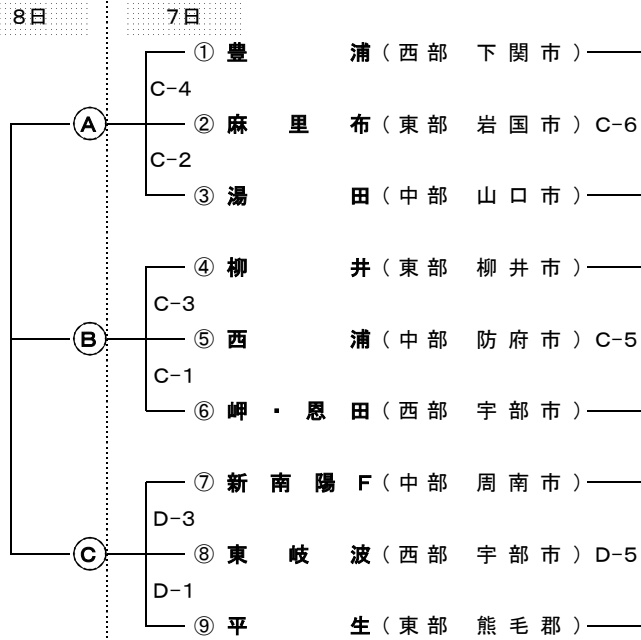 8日 7日
① 豊浦（西部 下関市）
C-4
Ⓐ ② 麻里布（東部 岩国市）C-6
C-2
③ 湯田（中部 山口市）
④ 柳井（東部 柳井市）
C-3
Ⓑ ⑤ 西浦（中部 防府市）C-5
C-1
⑥ 岬・恩田（西部 宇部市）
⑦ 新南陽F（中部 周南市）
D-3
Ⓒ ⑧ 東岐波（西部 宇部市）D-5
D-1
⑨ 平生（東部 熊毛郡）